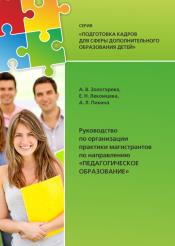 СЕРИЯ
«ПОДГОТОВКА КАДРОВ
ДЛЯ СФЕРЫ ДОПОЛНИТЕЛЬНОГО
ОБРАЗОВАНИЯ ДЕТЕЙ»
А. В. Золотарева,
Е. Н. Лекомцева,
А. Л. Пикина
Руководство
по организации
практики магистрантов
по направлению
«ПЕДАГОГИЧЕСКОЕ
ОБРАЗОВАНИЕ»